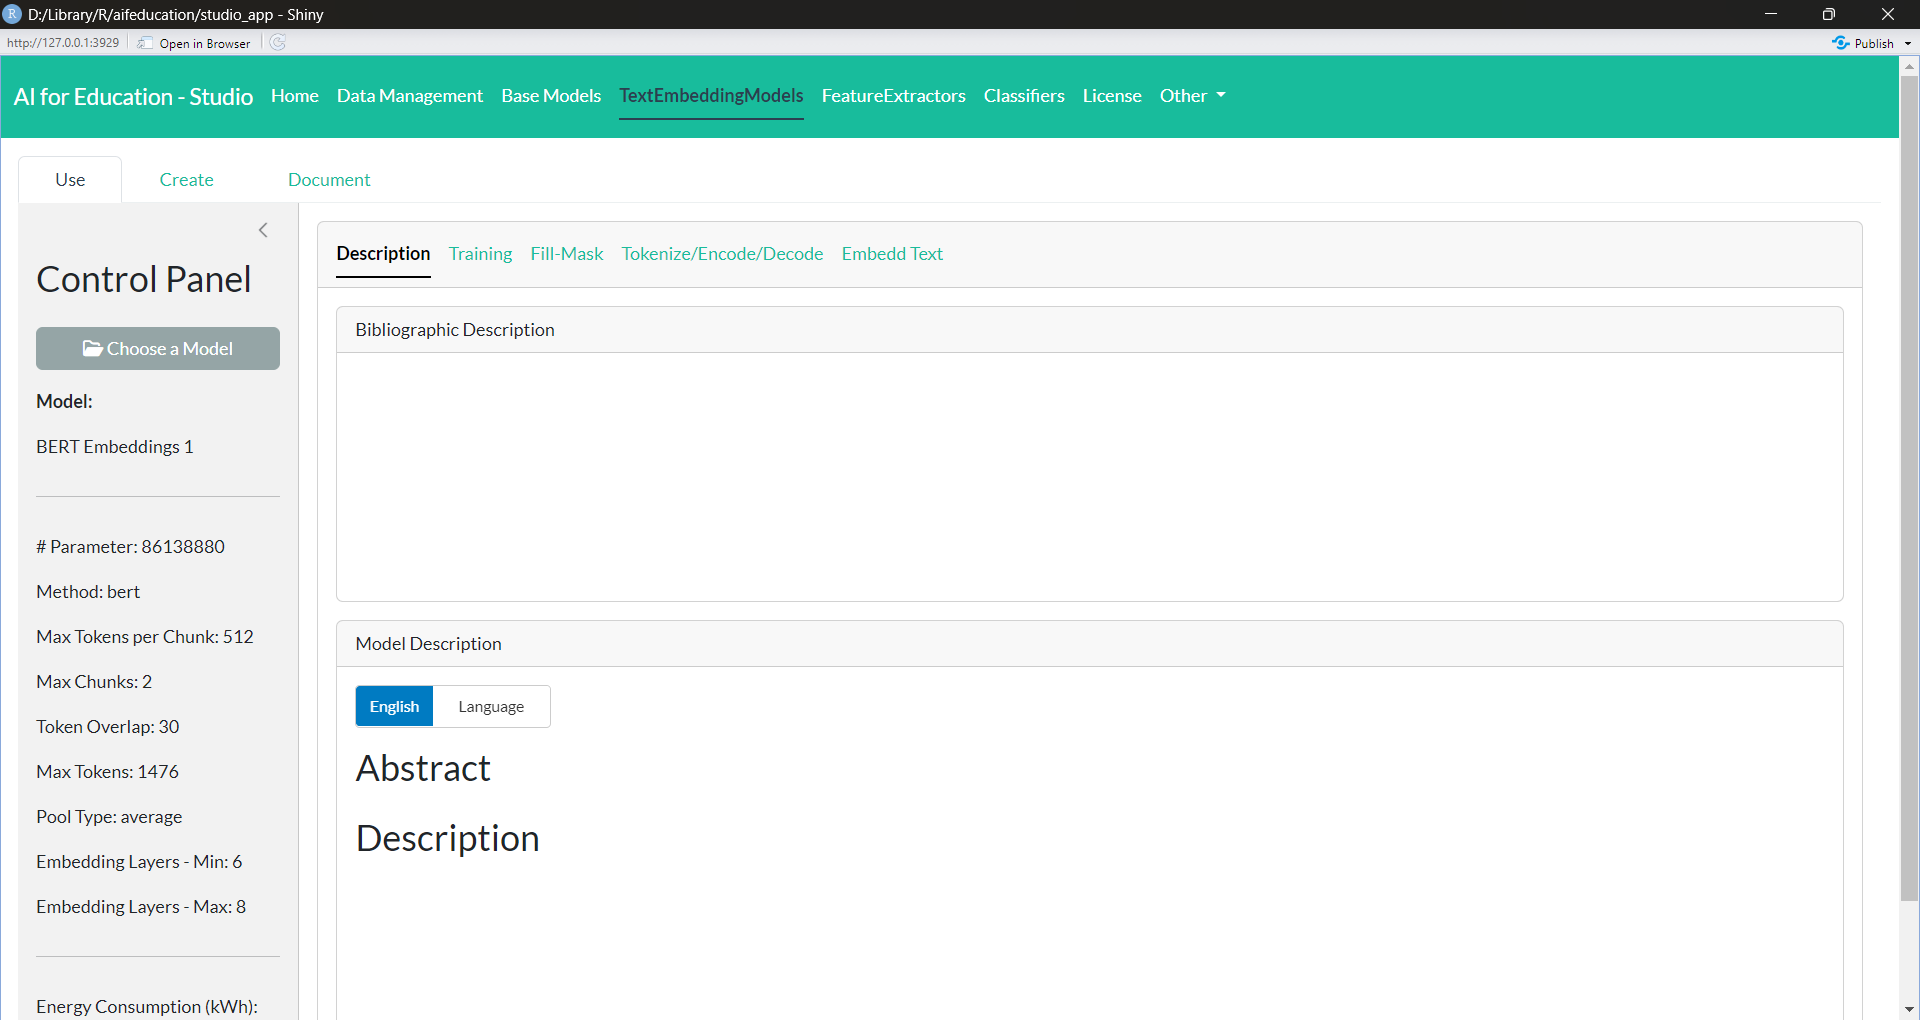 R D:/Library/R/aifeducation/studio_app - Shiny
http://127.0.0.1:3929 Open in Browser Publish
AI for Education - Studio Home Data Management Base Models TextEmbeddingModels FeatureExtractors Classifiers License Other
Use Create Document
Control Panel
Choose a Model
Model:
BERT Embeddings 1
# Parameter: 86138880
Method: bert
Max Tokens per Chunk: 512
Max Chunks: 2
Token Overlap: 30
Max Tokens: 1476
Pool Type: average
Embedding Layers - Min: 6
Embedding Layers - Max: 8
Energy Consumption (kWh):
Description Training Fill-Mask Tokenize/Encode/Decode Embedd Text
Bibliographic Description
Model Description
English Language
Abstract
Description